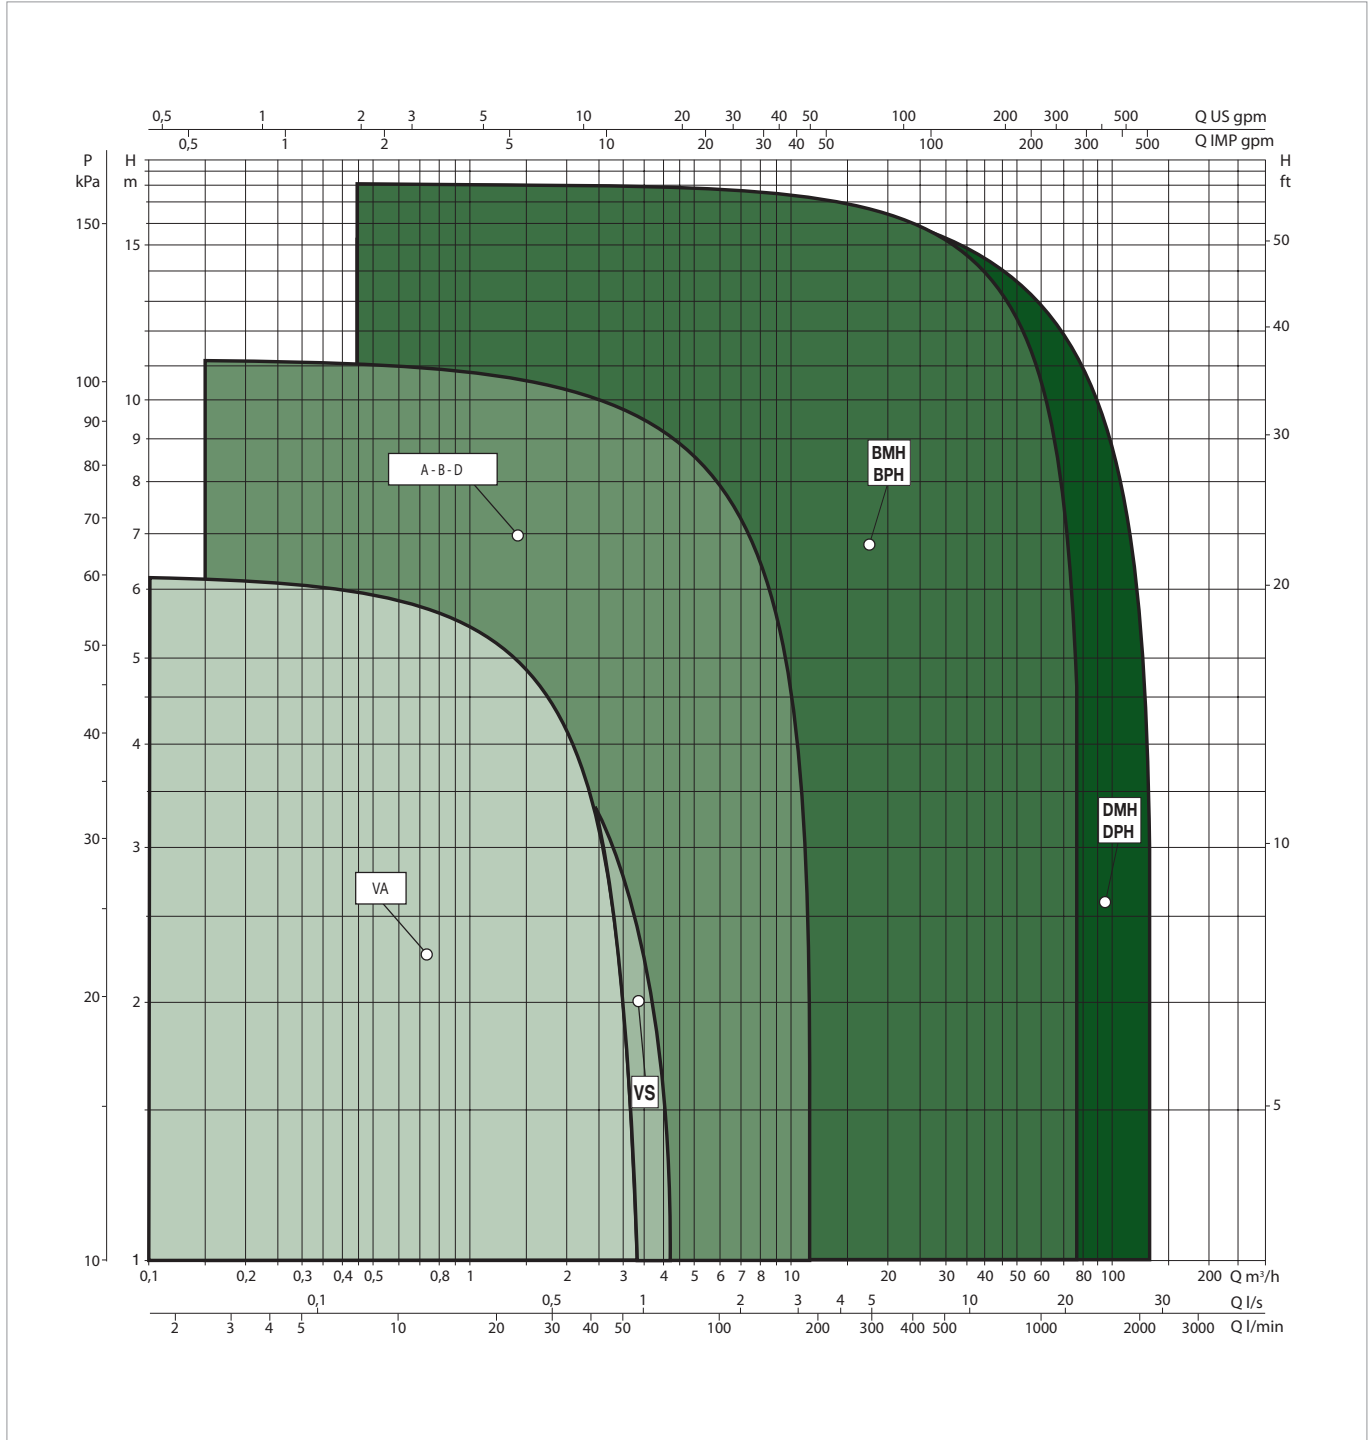 0,5 1 2 3 5 10 20 30 40 50 100 200 300 500 Q US gpm
0,5 1 2 5 10 20 30 40 50 100 200 300 500 Q IMP gpm
P
kPa
H
m
H
ft
150
100
90
80
70
60
50
40
30
20
10
15
10
9
8
7
6
5
4
3
2
1
50
40
30
20
10
5
A - B - D
BMH
BPH
DMH
DPH
VA
VS
0,1 0,2 0,3 0,4 0,5 0,8 1 2 3 4 5 6 7 8 10 20 30 40 50 60 80 100 200 Q m³/h
0,1 0,5 1 2 3 4 5 10 20 30 Q l/s
2 3 4 5 10 20 30 40 50 100 200 300 400 500 1000 2000 3000 Q l/min